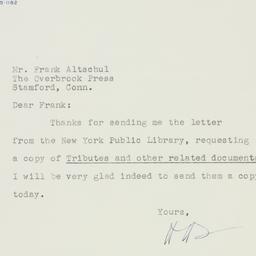 Mr. Frank Altschul
The Overbrook Press
Stamford, Conn.
Dear Frank:
Thanks for sending me the letter
from the New York Public Library, requesting
a copy of Tributes and other related document
I will be very glad indeed to send them a copy
today.
Yours,